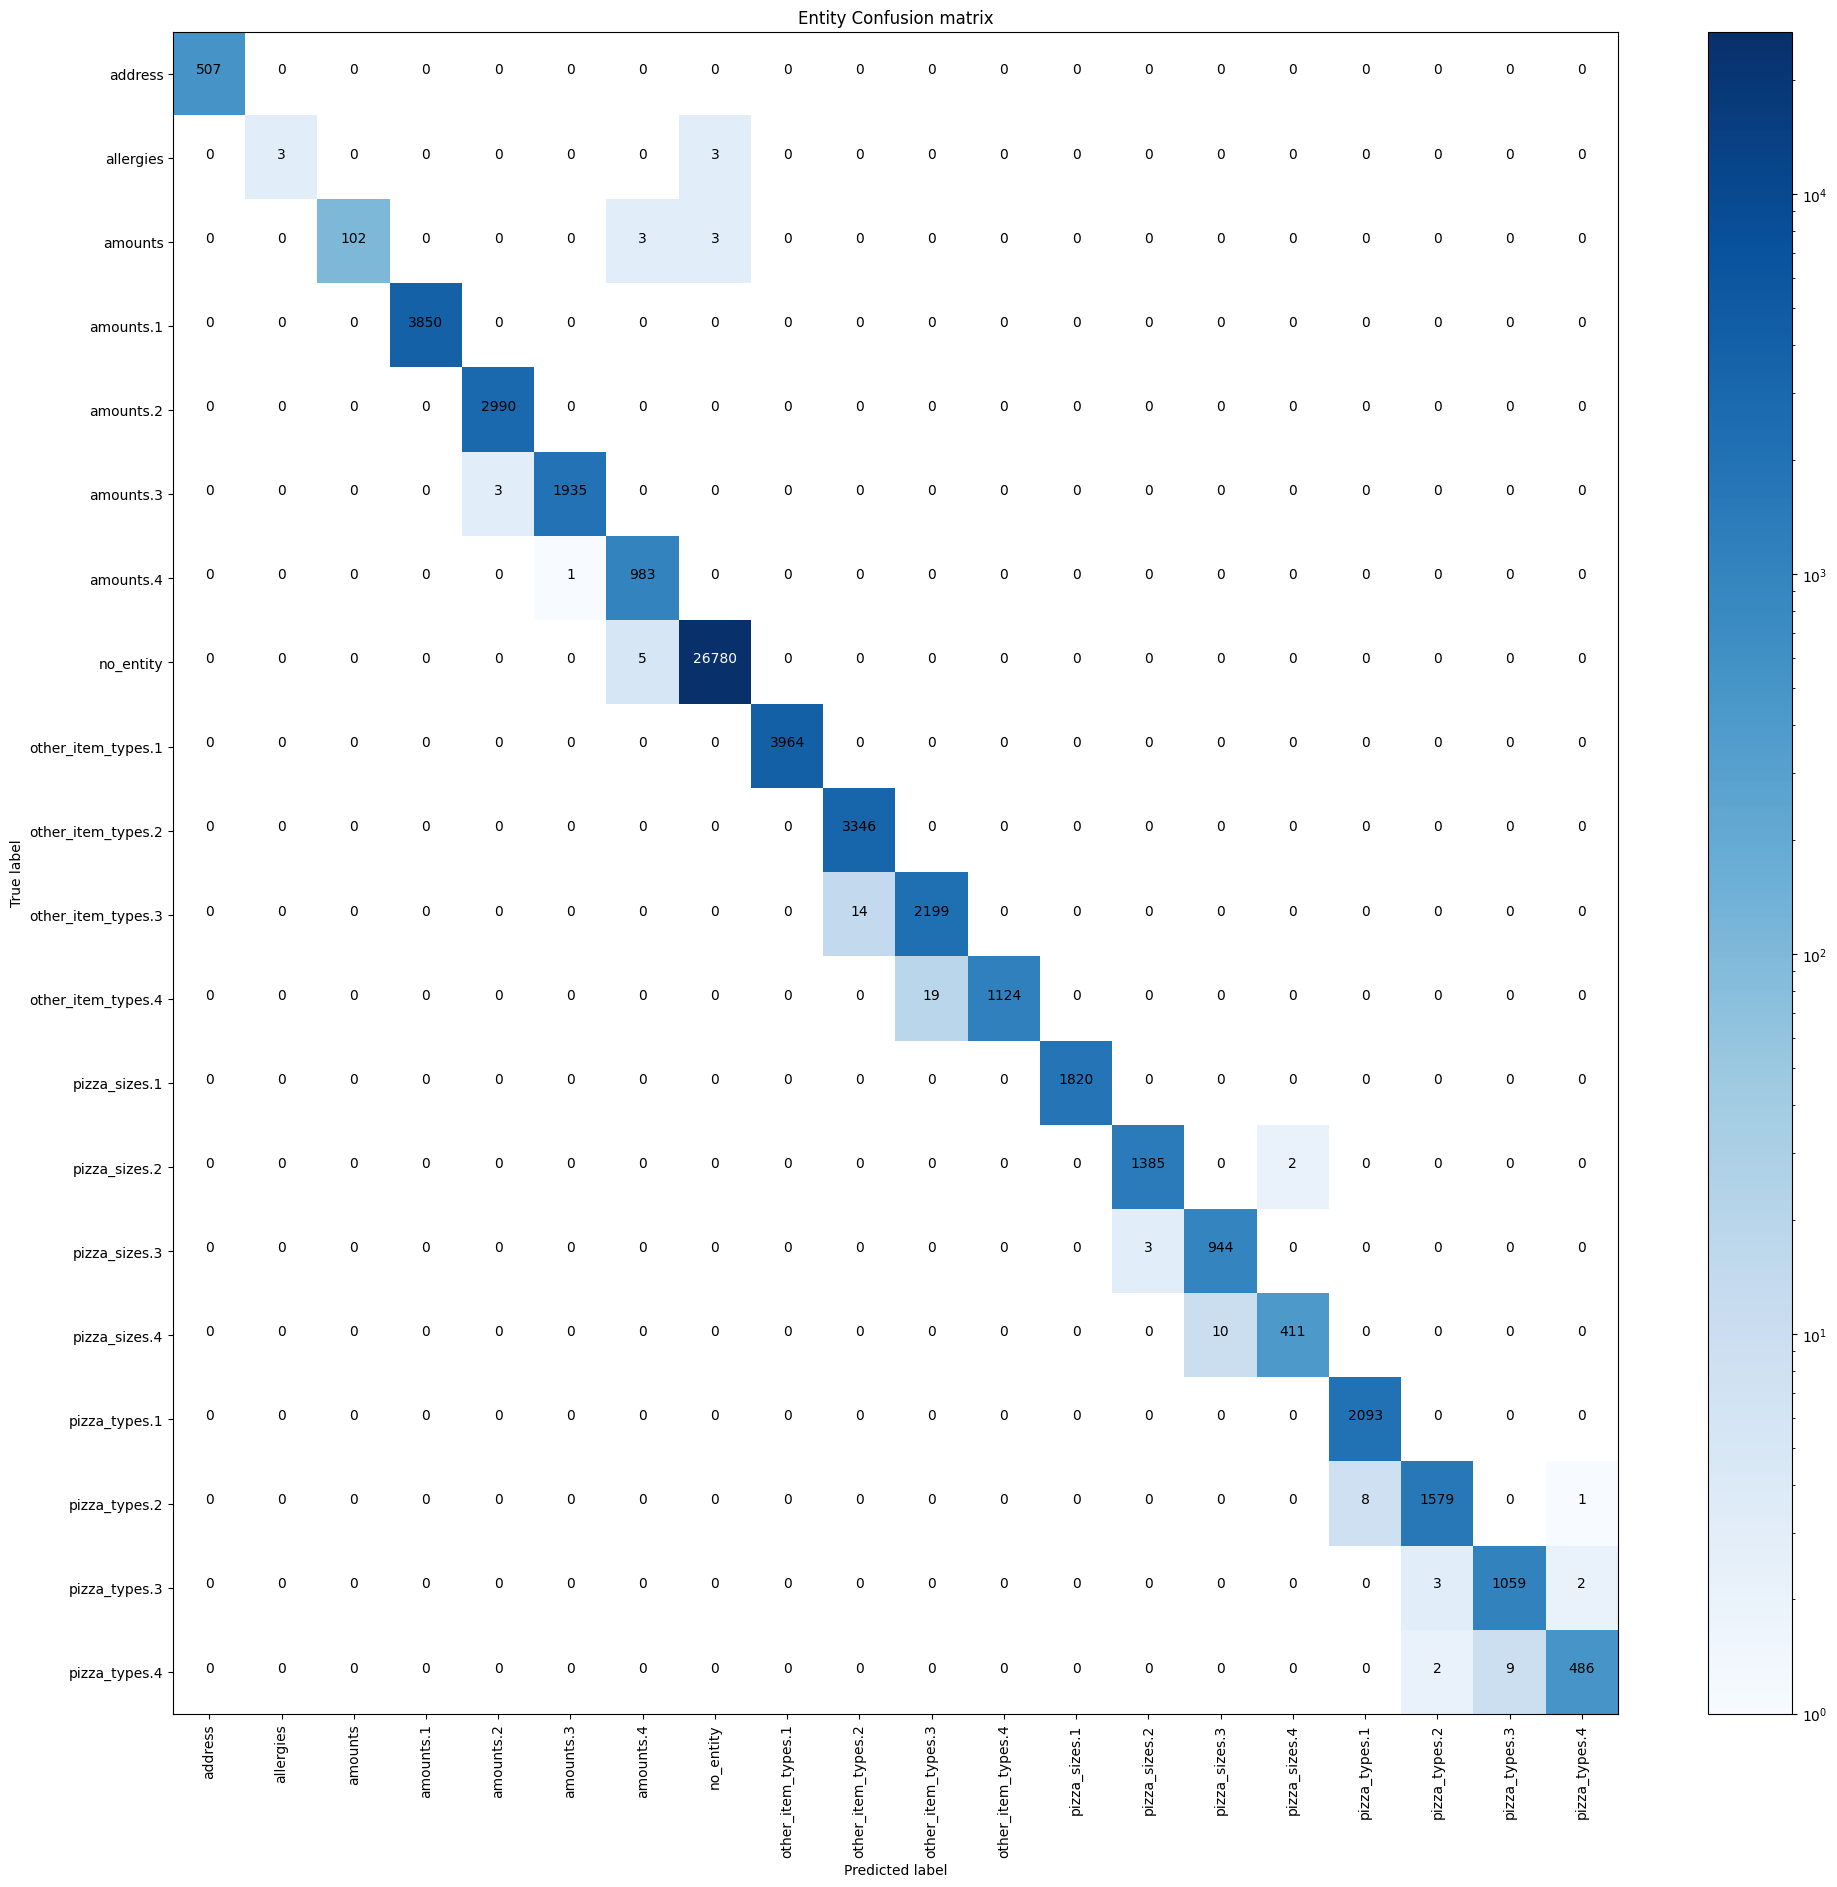 Entity Confusion matrix
True label
address 507 0 0 0 0 0 0 0 0 0 0 0 0 0 0 0 0 0 0 0
allergies 0 3 0 0 0 0 0 3 0 0 0 0 0 0 0 0 0 0 0 0
amounts 0 0 102 0 0 0 3 3 0 0 0 0 0 0 0 0 0 0 0 0
amounts.1 0 0 0 3850 0 0 0 0 0 0 0 0 0 0 0 0 0 0 0 0
amounts.2 0 0 0 0 2990 0 0 0 0 0 0 0 0 0 0 0 0 0 0 0
amounts.3 0 0 0 0 3 1935 0 0 0 0 0 0 0 0 0 0 0 0 0 0
amounts.4 0 0 0 0 0 1 983 0 0 0 0 0 0 0 0 0 0 0 0 0
no_entity 0 0 0 0 0 0 5 26780 0 0 0 0 0 0 0 0 0 0 0 0
other_item_types.1 0 0 0 0 0 0 0 0 3964 0 0 0 0 0 0 0 0 0 0 0
other_item_types.2 0 0 0 0 0 0 0 0 0 3346 0 0 0 0 0 0 0 0 0 0
other_item_types.3 0 0 0 0 0 0 0 0 0 14 2199 0 0 0 0 0 0 0 0 0
other_item_types.4 0 0 0 0 0 0 0 0 0 0 19 1124 0 0 0 0 0 0 0 0
pizza_sizes.1 0 0 0 0 0 0 0 0 0 0 0 0 1820 0 0 0 0 0 0 0
pizza_sizes.2 0 0 0 0 0 0 0 0 0 0 0 0 0 1385 0 2 0 0 0 0
pizza_sizes.3 0 0 0 0 0 0 0 0 0 0 0 0 0 3 944 0 0 0 0 0
pizza_sizes.4 0 0 0 0 0 0 0 0 0 0 0 0 0 0 10 411 0 0 0 0
pizza_types.1 0 0 0 0 0 0 0 0 0 0 0 0 0 0 0 0 2093 0 0 0
pizza_types.2 0 0 0 0 0 0 0 0 0 0 0 0 0 0 0 0 8 1579 0 1
pizza_types.3 0 0 0 0 0 0 0 0 0 0 0 0 0 0 0 0 0 3 1059 2
pizza_types.4 0 0 0 0 0 0 0 0 0 0 0 0 0 0 0 0 0 2 9 486
address
allergies
amounts
amounts.1
amounts.2
amounts.3
amounts.4
no_entity
other_item_types.1
other_item_types.2
other_item_types.3
other_item_types.4
pizza_sizes.1
pizza_sizes.2
pizza_sizes.3
pizza_sizes.4
pizza_types.1
pizza_types.2
pizza_types.3
pizza_types.4
Predicted label
10⁴
10³
10²
10¹
10⁰